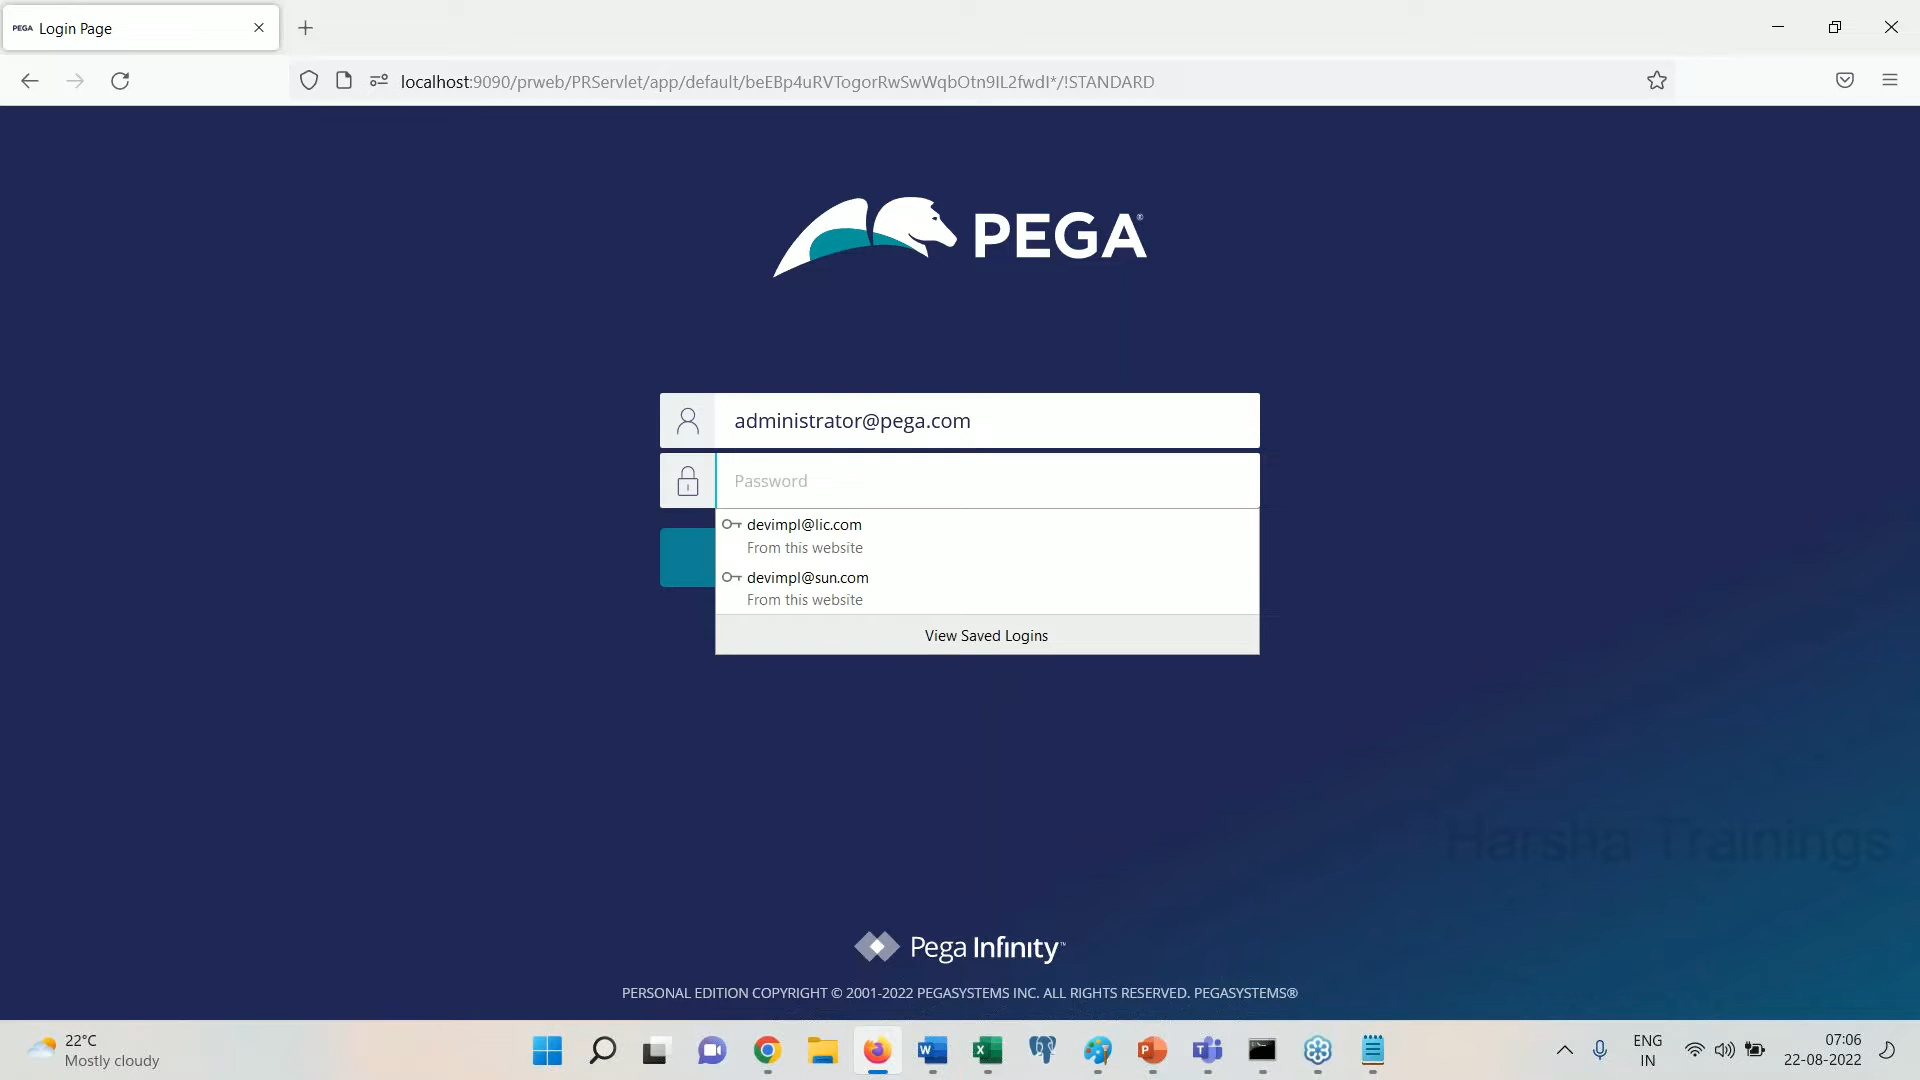 PEGA Login Page
localhost:9090/prweb/PRServlet/app/default/beEBp4uRVTogorRwSwWqbOtn9IL2fwdI*/!STANDARD
PEGA®
administrator@pega.com
Password
devimpl@lic.com
From this website
devimpl@sun.com
From this website
View Saved Logins
Harsha Trainings
Pega Infinity™
PERSONAL EDITION COPYRIGHT © 2001-2022 PEGASYSTEMS INC. ALL RIGHTS RESERVED. PEGASYSTEMS®
22°C
Mostly cloudy
ENG
IN
07:06
22-08-2022